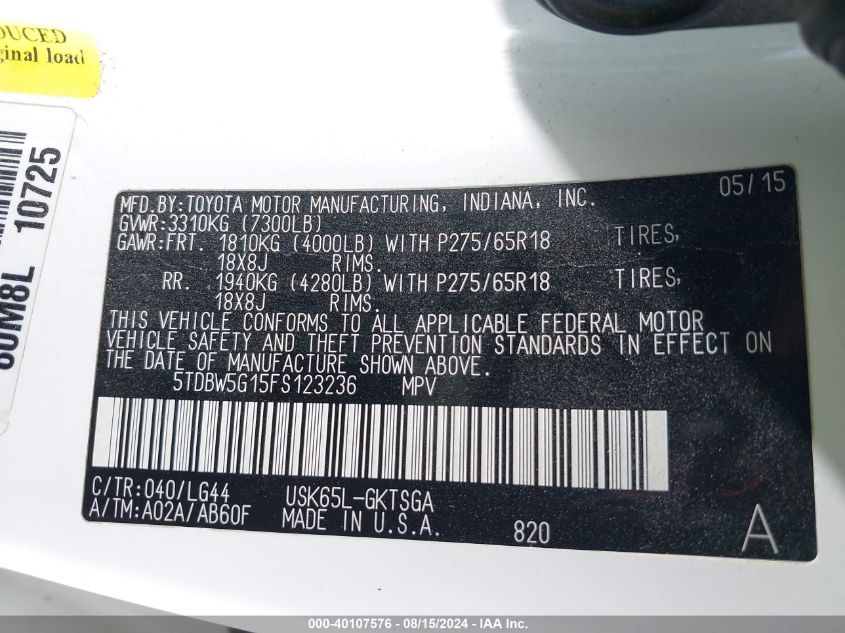 DUCED
ginal load
60UM8L 10725
MFD.BY:TOYOTA MOTOR MANUFACTURING, INDIANA, INC. 05/15
GVWR:3310KG (7300LB)
GAWR:FRT. 1810KG (4000LB) WITH P275/65R18 TIRES,
18X8J RIMS.
RR. 1940KG (4280LB) WITH P275/65R18 TIRES,
18X8J RIMS.
THIS VEHICLE CONFORMS TO ALL APPLICABLE FEDERAL MOTOR
VEHICLE SAFETY AND THEFT PREVENTION STANDARDS IN EFFECT ON
THE DATE OF MANUFACTURE SHOWN ABOVE.
5TDBW5G15FS123236 MPV
C/TR:040/LG44 USK65L-GKTSGA
A/TM:A02A/AB60F MADE IN U.S.A. 820 A
000-40107576 - 08/15/2024 - IAA Inc.